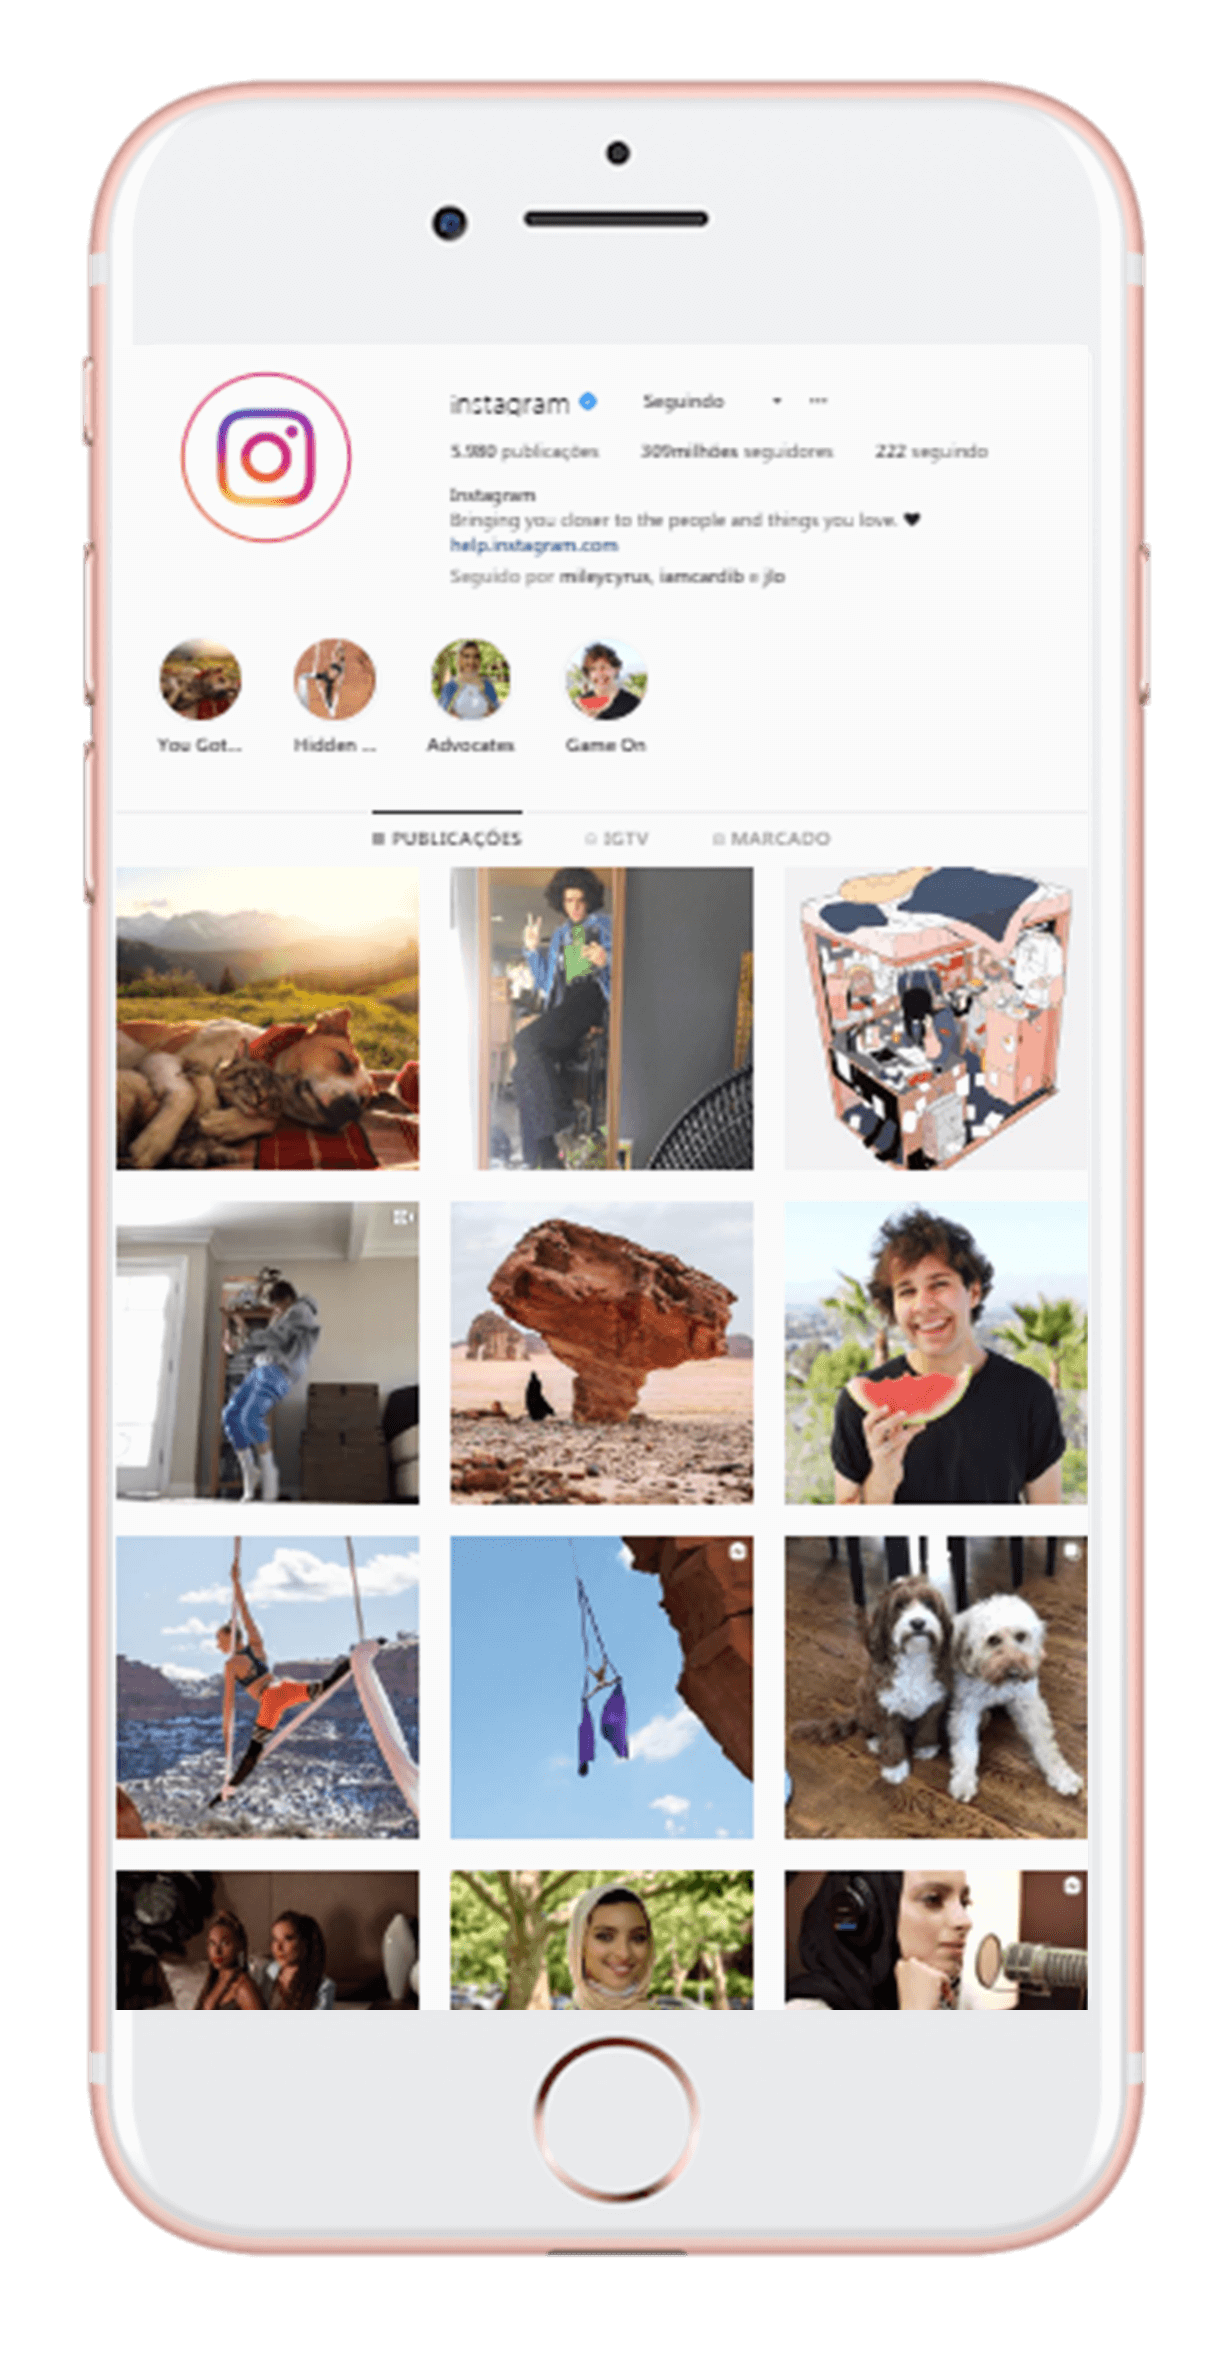 instagram Seguindo
5.980 publicações 309milhões seguidores 222 seguindo
Instagram
Bringing you closer to the people and things you love. ❤
help.instagram.com
Seguido por mileycyrus, iamcardib e jlo
You Got... Hidden ... Advocates Game On
PUBLICAÇÕES IGTV MARCADO